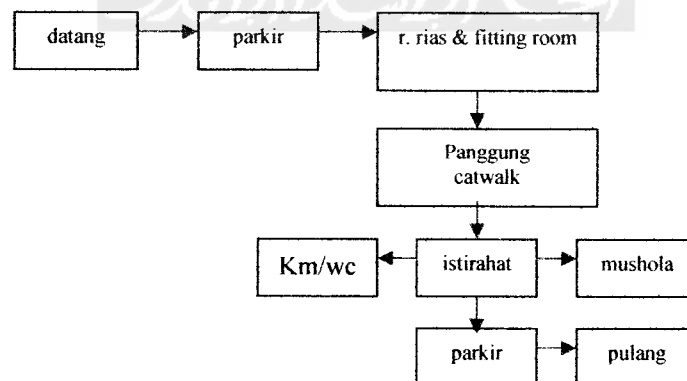 datang
parkir
r. rias & fitting room
Panggung
catwalk
Km/wc
istirahat
mushola
parkir
pulang